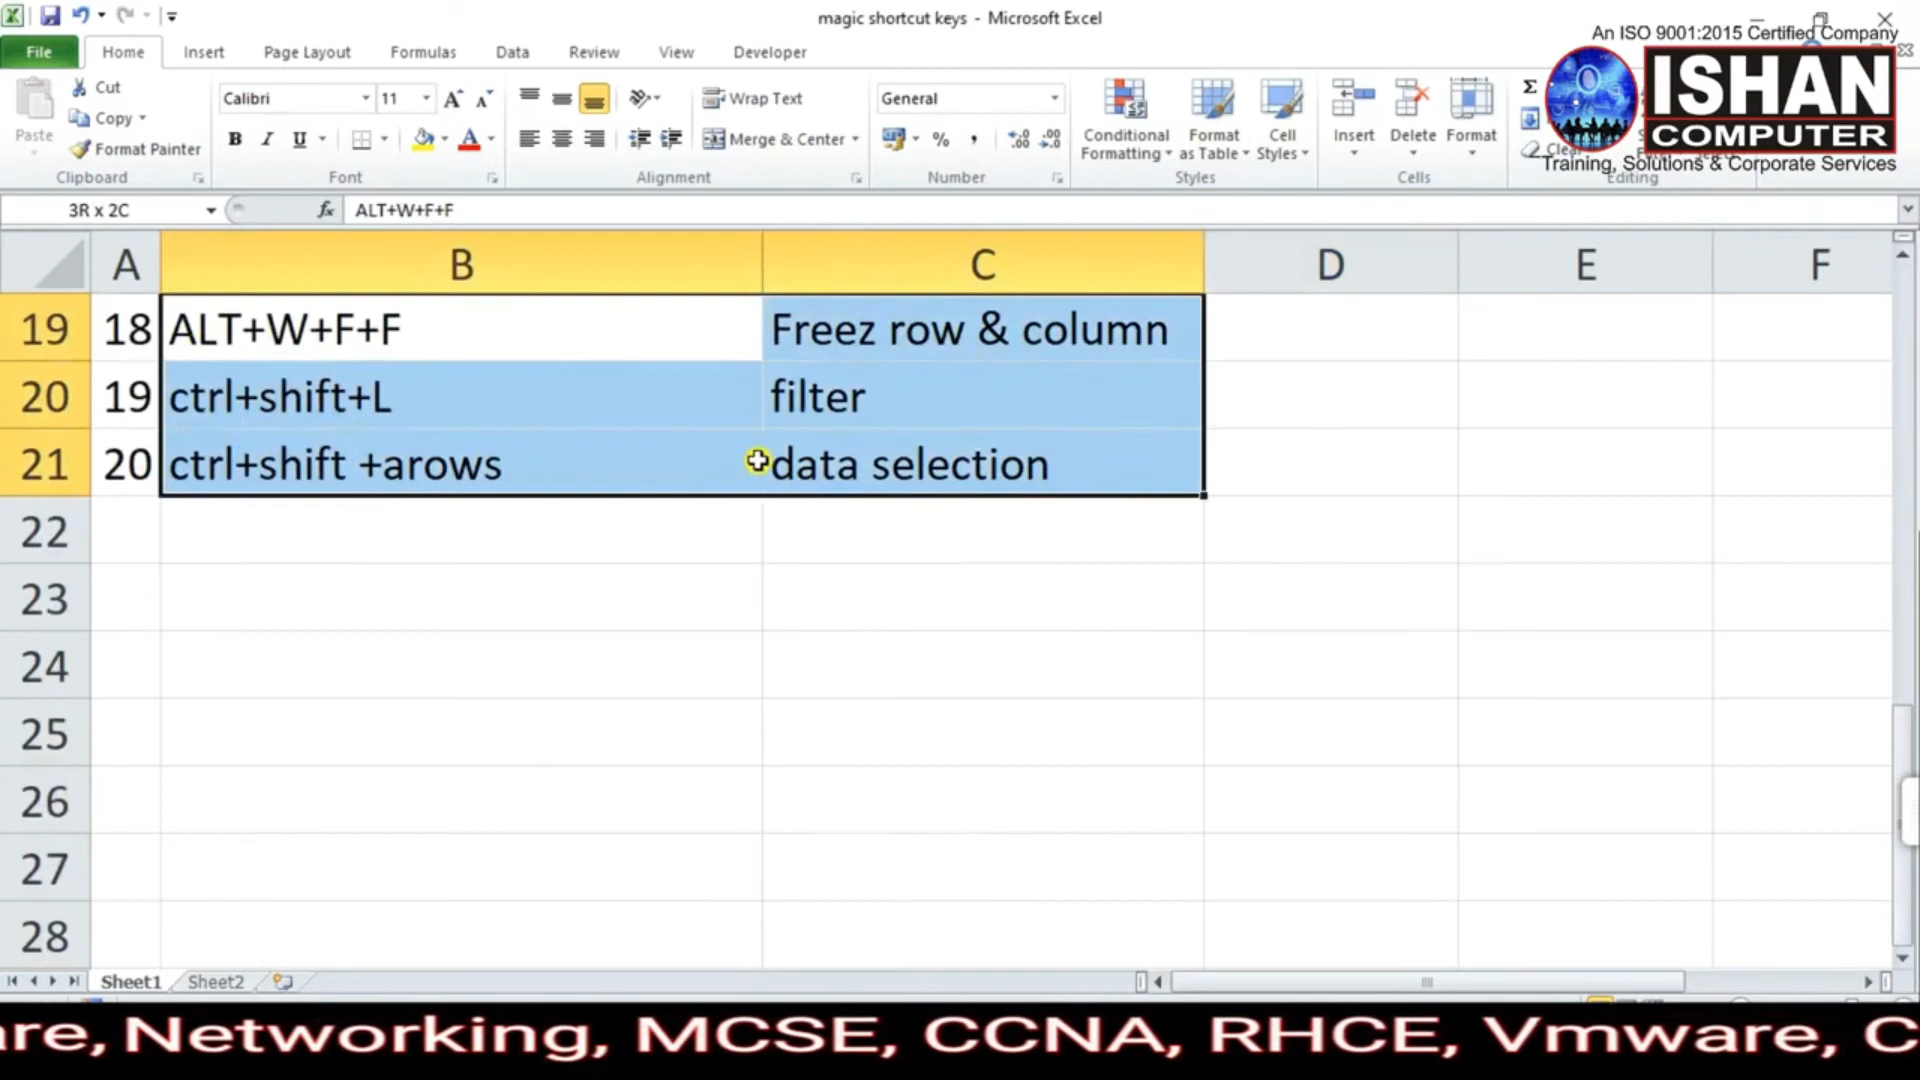 magic shortcut keys - Microsoft Excel
An ISO 9001:2015 Certified Company
ISHAN
COMPUTER
Training, Solutions & Corporate Services
File Home Insert Page Layout Formulas Data Review View Developer
Paste
Cut
Copy
Format Painter
Clipboard
Calibri 11
B I U A
Font
Wrap Text
Merge & Center
Alignment
General
% ,
Number
Conditional Formatting
Format as Table
Cell Styles
Styles
Insert Delete Format
Cells
Σ
Clear
Editing
3R x 2C fx ALT+W+F+F
A B C D E F
19 18 ALT+W+F+F Freez row & column
20 19 ctrl+shift+L filter
21 20 ctrl+shift +arows data selection
22
23
24
25
26
27
28
Sheet1 Sheet2
are, Networking, MCSE, CCNA, RHCE, Vmware, C